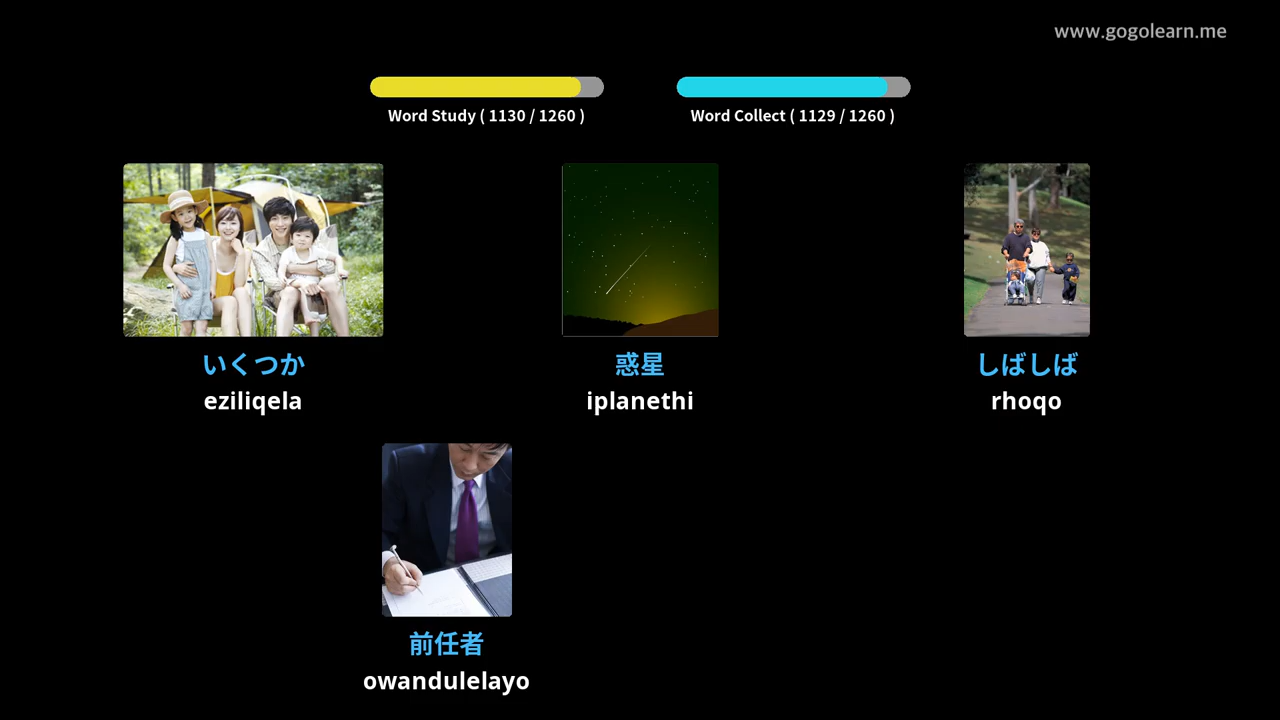 www.gogolearn.me
Word Study ( 1130 / 1260 )
Word Collect ( 1129 / 1260 )
いくつか
eziliqela
惑星
iplanethi
しばしば
rhoqo
前任者
owandulelayo